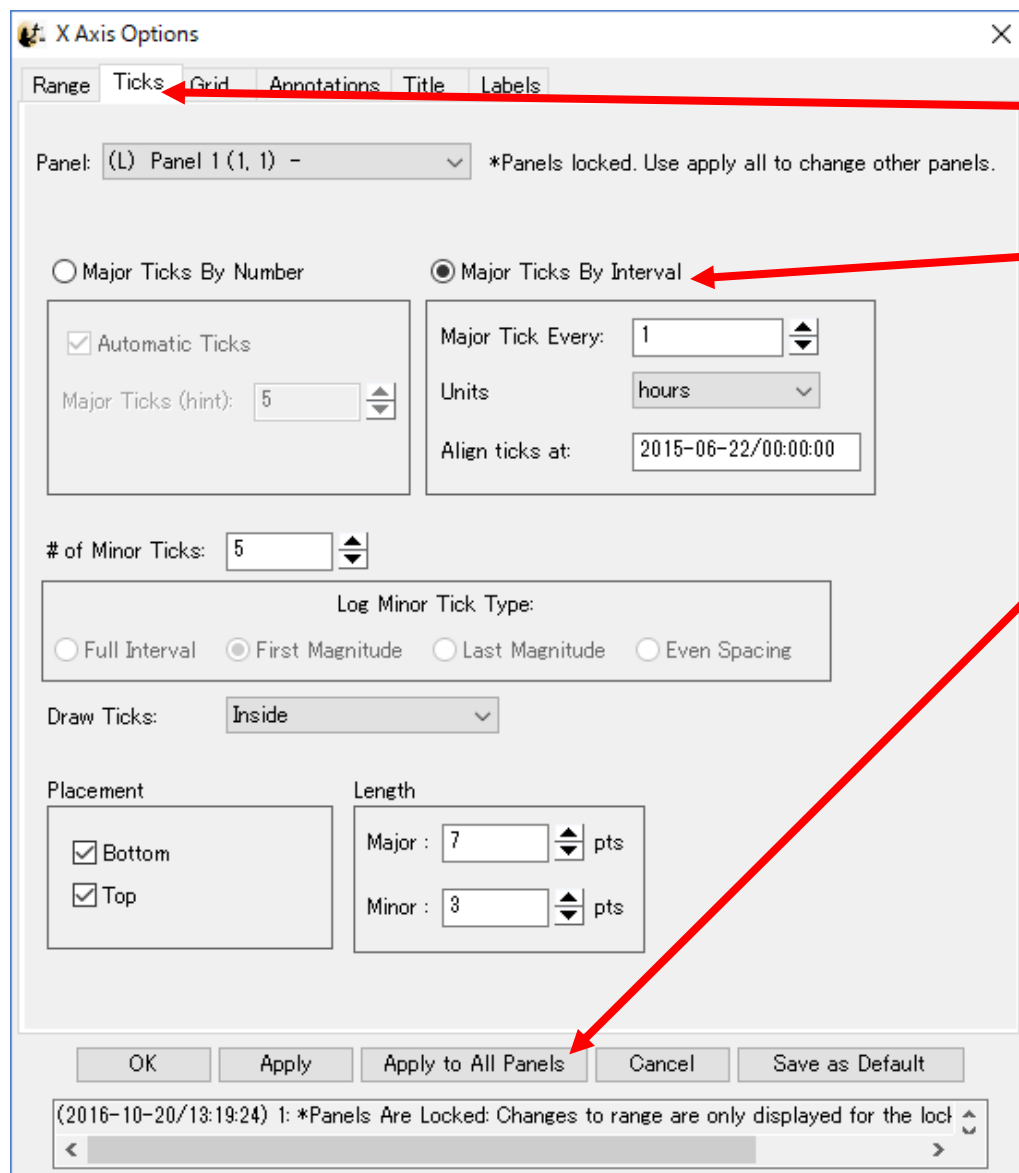 X Axis Options
Range Ticks Grid Annotations Title Labels
Panel: (L) Panel 1 (1, 1) - *Panels locked. Use apply all to change other panels.
Major Ticks By Number Major Ticks By Interval
Automatic Ticks Major Tick Every: 1
Major Ticks (hint): 5 Units hours
Align ticks at: 2015-06-22/00:00:00
# of Minor Ticks: 5
Log Minor Tick Type:
Full Interval First Magnitude Last Magnitude Even Spacing
Draw Ticks: Inside
Placement Length
Bottom Major : 7 pts
Top Minor : 3 pts
OK Apply Apply to All Panels Cancel Save as Default
(2016-10-20/13:19:24) 1: *Panels Are Locked: Changes to range are only displayed for the lock